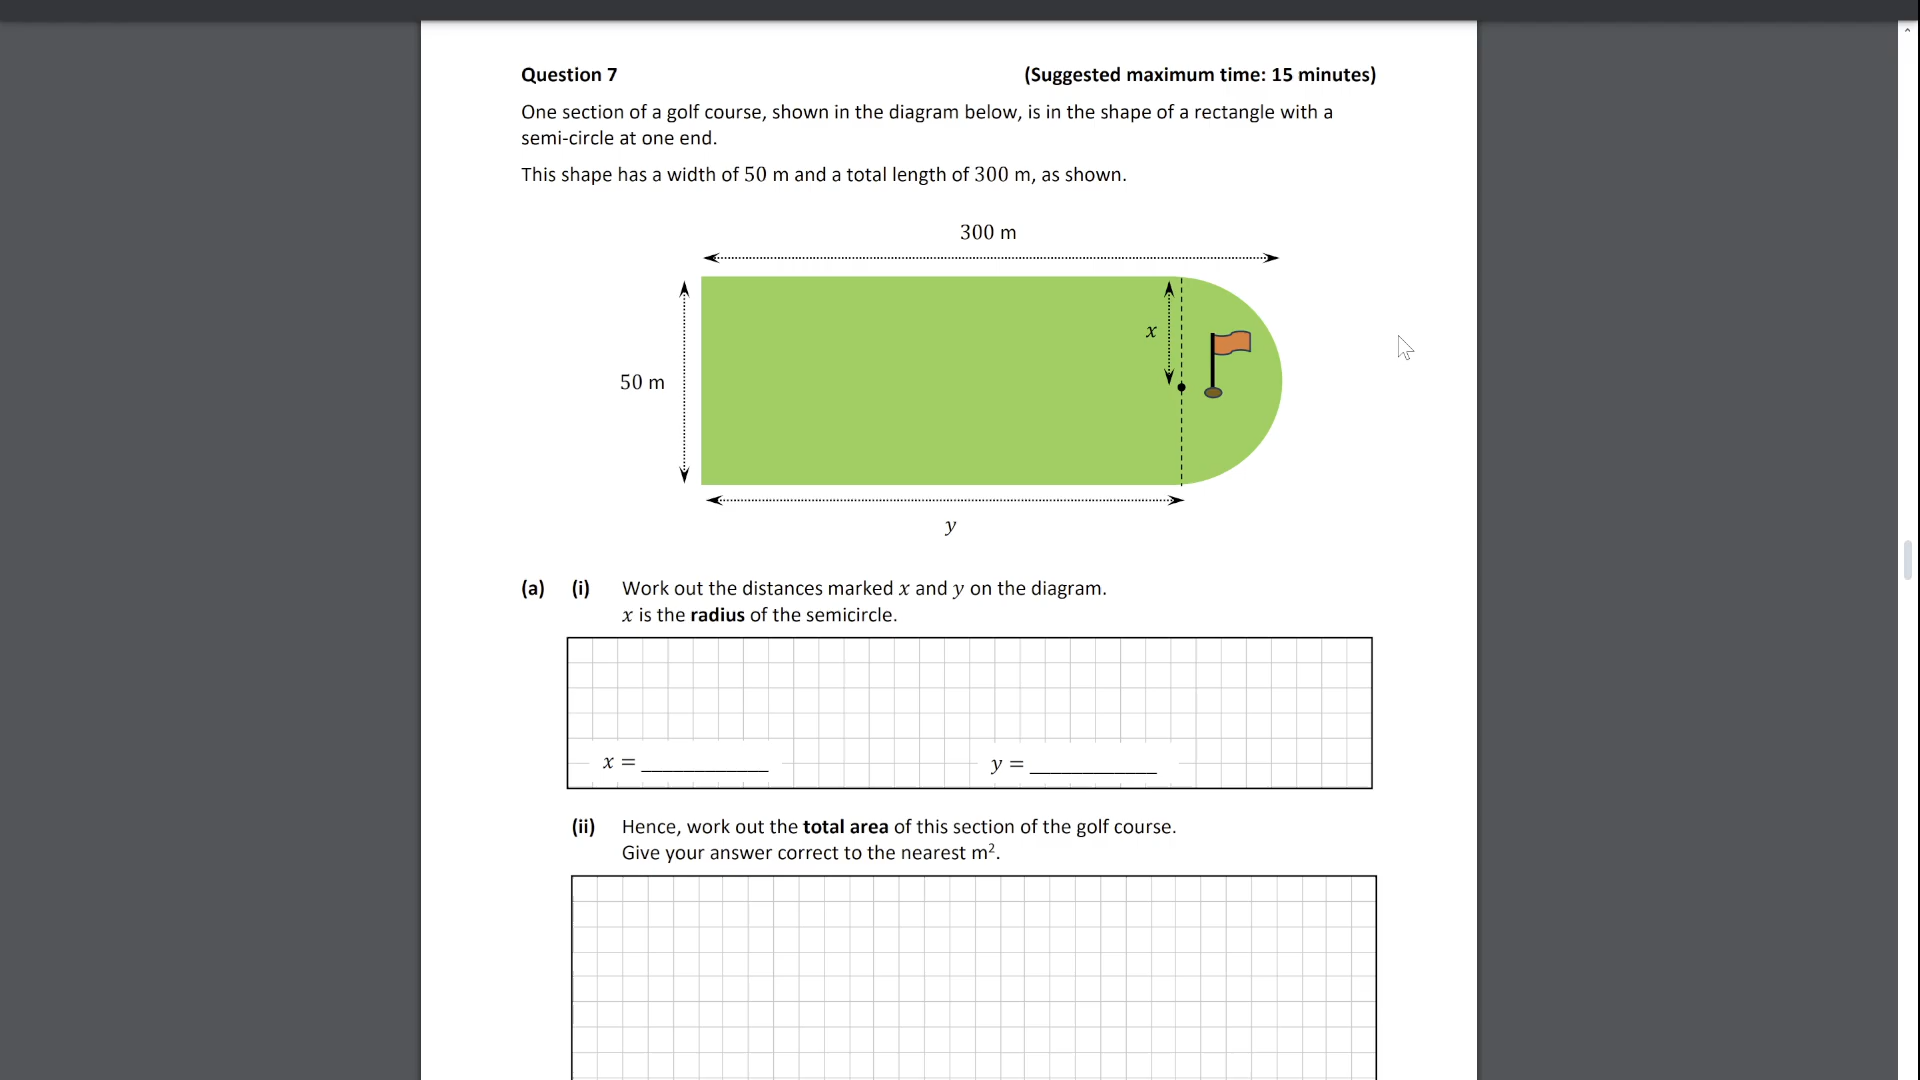 Question 7 (Suggested maximum time: 15 minutes)
One section of a golf course, shown in the diagram below, is in the shape of a rectangle with a
semi-circle at one end.
This shape has a width of 50 m and a total length of 300 m, as shown.
300 m
x
50 m
y
(a) (i) Work out the distances marked x and y on the diagram.
x is the radius of the semicircle.
x = ____________ y = ____________
(ii) Hence, work out the total area of this section of the golf course.
Give your answer correct to the nearest m².